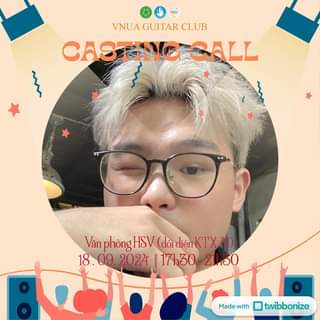 VNUA GUITAR CLUB
CASTING CALL
Văn phòng HSV (đối diện KTX
18.09.2024 | 17h30 - 21h30
Made with twibbonize